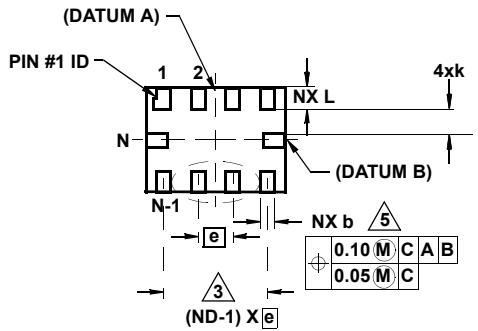 (DATUM A)
PIN #1 ID
1 2
NX L
4xk
N
(DATUM B)
N-1
NX b 5
e
0.10 M C A B
0.05 M C
3
(ND-1) X e